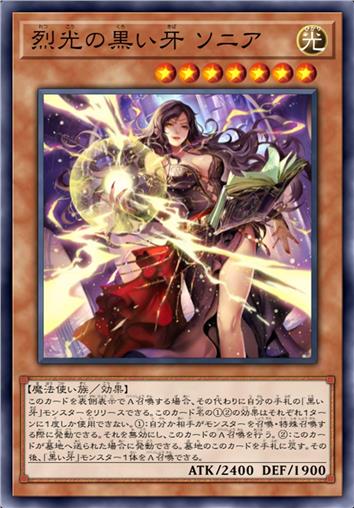 烈光の黒い牙 ソニア
光
【魔法使い族/効果】
このカードを表側表示でA召喚する場合、その代わりに自分の手札の「黒い
牙」モンスターをリリースできる。このカード名の①②の効果はそれぞれ1ター
ンに1度しか使用できない。①:自分か相手がモンスターを召喚・特殊召喚す
る際に発動できる。それを無効にし、このカードのA召喚を行う。②:このカー
ドが墓地へ送られた場合に発動できる。墓地のこのカードを手札に戻す。その
後、「黒い牙」モンスター1体をA召喚できる。
ATK/2400 DEF/1900